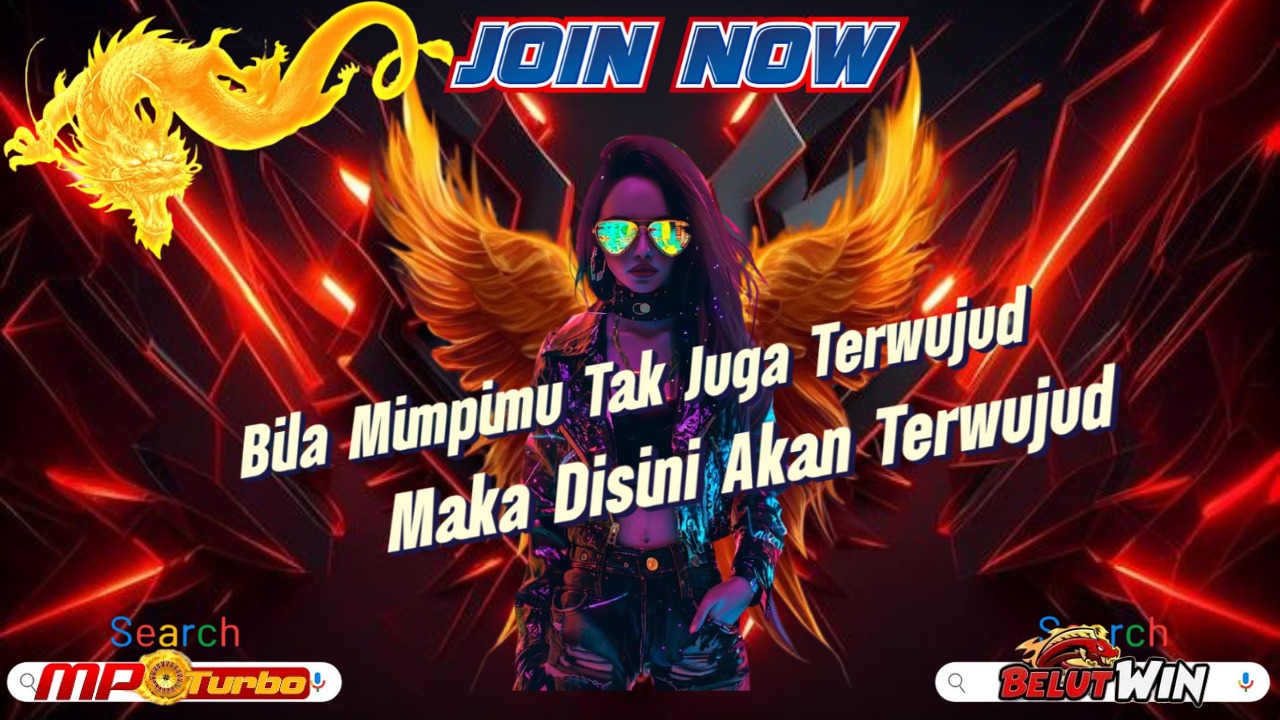 JOIN NOW
Bila Mimpimu Tak Juga Terwujud
Maka Disini Akan Terwujud
Search
MPOTurbo
Search
BELUTWIN